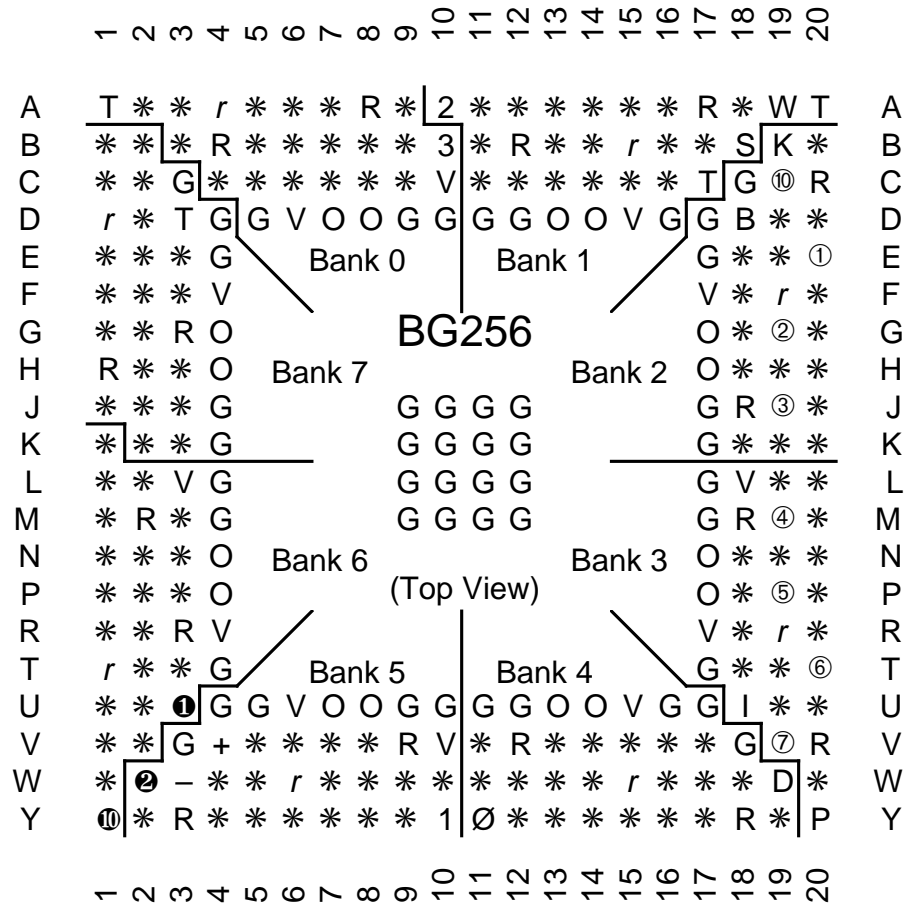 1 2 3 4 5 6 7 8 9 10 11 12 13 14 15 16 17 18 19 20
A T * * r * * * R * 2 * * * * * * R * W T A
B * * * R * * * * * 3 * R * * r * * S K * B
C * * G * * * * * * V * * * * * * T G ⑩ R C
D r * T G G V O O G G G G O O V G G B * * D
E * * * G Bank 0 Bank 1 G * * ① E
F * * * V V * r * F
G * * R O BG256 O * ② * G
H R * * O Bank 7 Bank 2 O * * * H
J * * * G G G G G G R ③ * J
K * * * G G G G G G * * * K
L * * V G G G G G G V * * L
M * R * G G G G G G R ④ * M
N * * * O Bank 6 Bank 3 O * * * N
P * * * O (Top View) O * ⑤ * P
R * * R V V * r * R
T r * * G Bank 5 Bank 4 G * * ⑥ T
U * * ❶ G G V O O G G G G O O V G G I * * U
V * * G + * * * * R V * R * * * * * G ⑦ R V
W * ❷ – * * r * * * * * * * * r * * * D * W
Y ❿ * R * * * * * * 1 Ø * * * * * * R * P Y
1 2 3 4 5 6 7 8 9 10 11 12 13 14 15 16 17 18 19 20